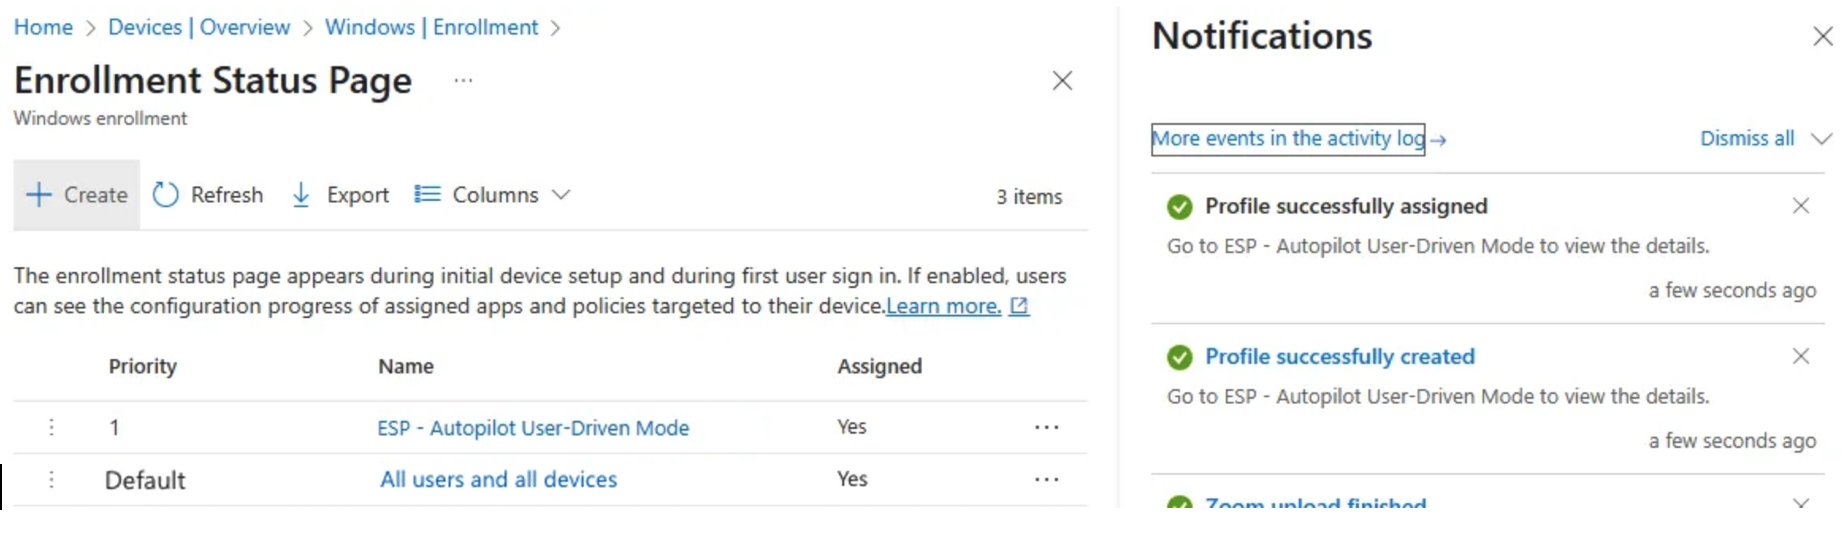 Home > Devices | Overview > Windows | Enrollment >
Enrollment Status Page ...
Windows enrollment
Create Refresh Export Columns 3 items
The enrollment status page appears during initial device setup and during first user sign in. If enabled, users
can see the configuration progress of assigned apps and policies targeted to their device.Learn more.
Priority Name Assigned
1 ESP - Autopilot User-Driven Mode Yes ...
Default All users and all devices Yes ...
Notifications
More events in the activity log → Dismiss all
Profile successfully assigned
Go to ESP - Autopilot User-Driven Mode to view the details.
a few seconds ago
Profile successfully created
Go to ESP - Autopilot User-Driven Mode to view the details.
a few seconds ago
Zoom upload finished